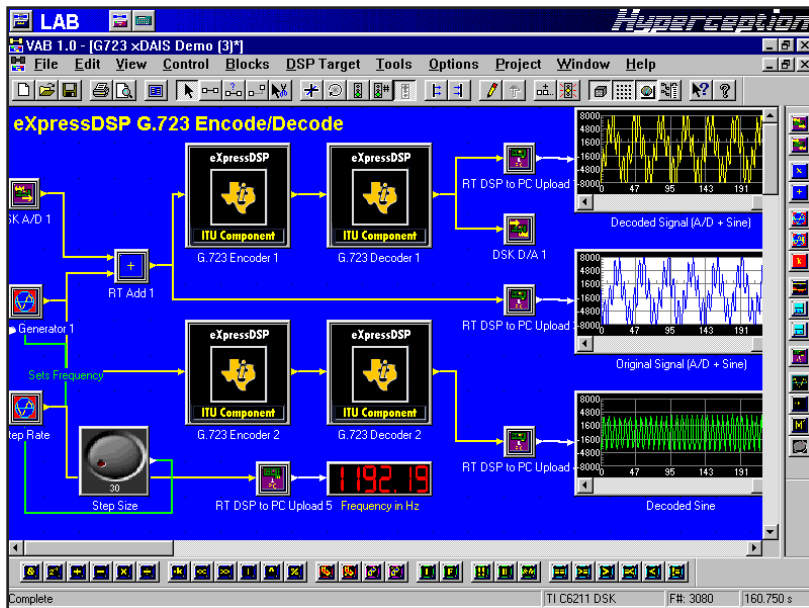 LAB
Hyperception
VAB 1.0 - [G723 xDAIS Demo (3)*]
File Edit View Control Blocks DSP Target Tools Options Project Window Help
eXpressDSP G.723 Encode/Decode
eXpressDSP
ITU Component
G.723 Encoder 1
eXpressDSP
ITU Component
G.723 Decoder 1
RT DSP to PC Upload
8000
4800
1600
-1600
-4800
-8000
0 47 95 143 191
Decoded Signal (A/D + Sine)
SK A/D 1
DSK D/A 1
RT Add 1
RT DSP to PC Upload
8000
4800
1600
-1600
-4800
-8000
0 47 95 143 191
Original Signal (A/D + Sine)
Generator 1
Sets Frequency
eXpressDSP
ITU Component
G.723 Encoder 2
eXpressDSP
ITU Component
G.723 Decoder 2
RT DSP to PC Upload
8000
4800
1600
-1600
-4800
-8000
0 47 95 143 191
Decoded Sine
tep Rate
30
Step Size
RT DSP to PC Upload 5
1192.19
Frequency in Hz
Complete
TI C6211 DSK
F#: 3080
160.750 s